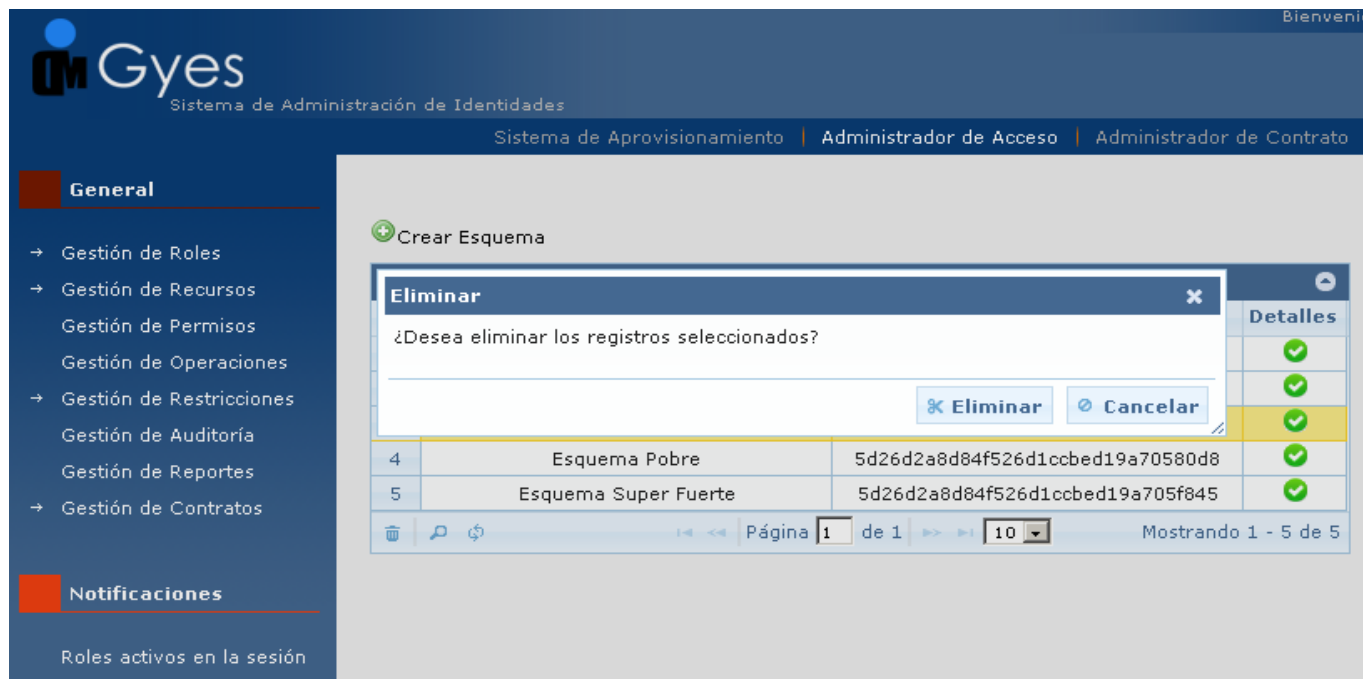 Bienveni
Gyes
Sistema de Administración de Identidades
Sistema de Aprovisionamiento | Administrador de Acceso | Administrador de Contrato
General
→ Gestión de Roles
→ Gestión de Recursos
Gestión de Permisos
Gestión de Operaciones
→ Gestión de Restricciones
Gestión de Auditoría
Gestión de Reportes
→ Gestión de Contratos
Notificaciones
Roles activos en la sesión
Crear Esquema
Detalles
Eliminar
¿Desea eliminar los registros seleccionados?
Eliminar Cancelar
4 Esquema Pobre 5d26d2a8d84f526d1ccbed19a70580d8
5 Esquema Super Fuerte 5d26d2a8d84f526d1ccbed19a705f845
Página 1 de 1 10 Mostrando 1 - 5 de 5